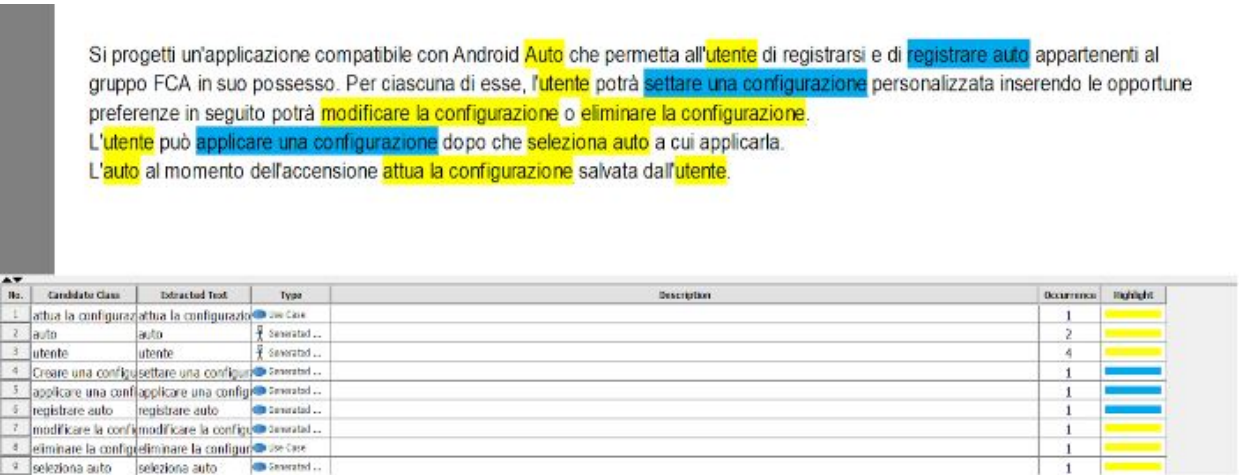 Si progetti un'applicazione compatibile con Android Auto che permetta all'utente di registrarsi e di registrare auto appartenenti al
gruppo FCA in suo possesso. Per ciascuna di esse, l'utente potrà settare una configurazione personalizzata inserendo le opportune
preferenze in seguito potrà modificare la configurazione o eliminare la configurazione.
L'utente può applicare una configurazione dopo che seleziona auto a cui applicarla.
L'auto al momento dell'accensione attua la configurazione salvata dall'utente.
No. Candidate Class Extracted Text Type Description Occurrence Highlight
1 attua la configuraz attua la configurazio Use Case 1
2 auto auto Generated ... 2
3 utente utente Generated ... 4
4 Creare una configu settare una configur Generated ... 1
5 applicare una confi applicare una config Generated ... 1
6 registrare auto registrare auto Generated ... 1
7 modificare la confi modificare la configu Generated ... 1
8 eliminare la config eliminare la configur Use Case 1
9 seleziona auto seleziona auto Generated ... 1